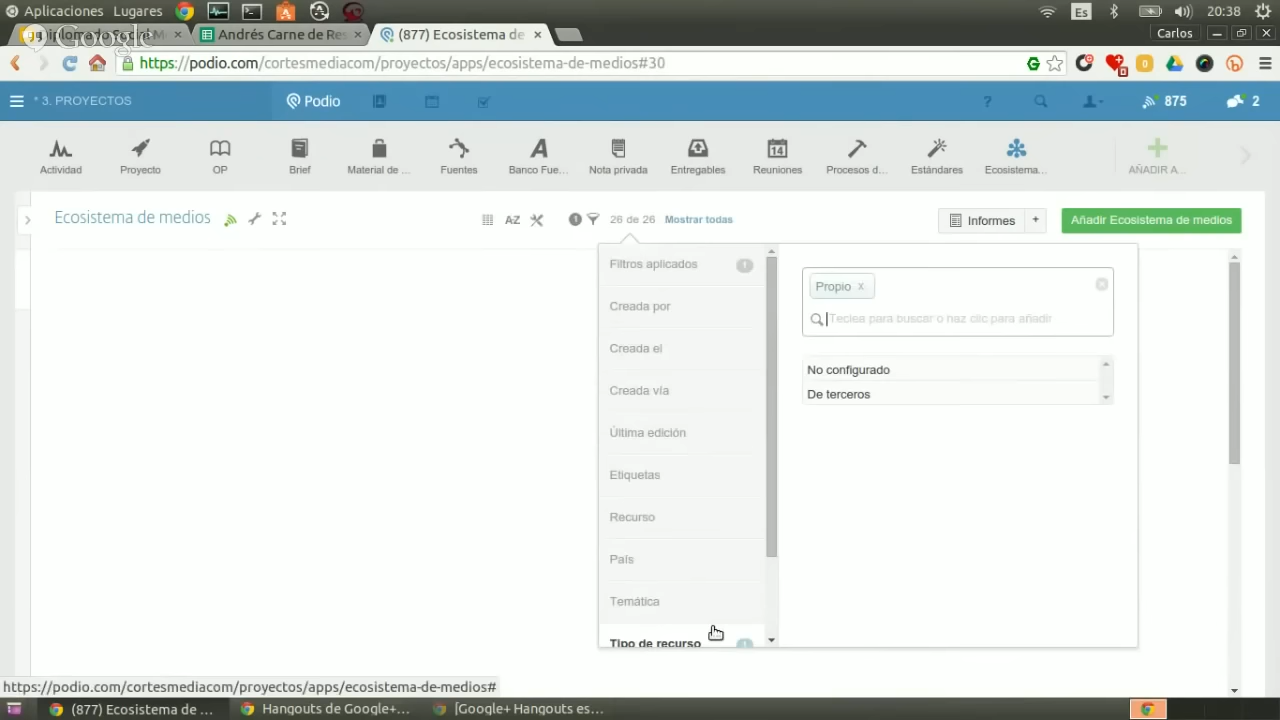 Aplicaciones Lugares
Es
20:38
Andrés Carne de Res
(877) Ecosistema de
Carlos
Google
https://podio.com/cortesmediacom/proyectos/apps/ecosistema-de-medios#30
* 3. PROYECTOS
Podio
?
875
2
Actividad
Proyecto
OP
Brief
Material de ...
Fuentes
Banco Fue...
Nota privada
Entregables
14
Reuniones
Procesos d...
Estándares
Ecosistema...
AÑADIR A...
Ecosistema de medios
AZ
1
26 de 26
Mostrar todas
Informes
+
Añadir Ecosistema de medios
Filtros aplicados
1
Creada por
Creada el
Creada vía
Última edición
Etiquetas
Recurso
País
Temática
Tipo de recurso
1
Propio x
Teclea para buscar o haz clic para añadir
No configurado
De terceros
https://podio.com/cortesmediacom/proyectos/apps/ecosistema-de-medios#
(877) Ecosistema de ...
Hangouts de Google+...
[Google+ Hangouts es...